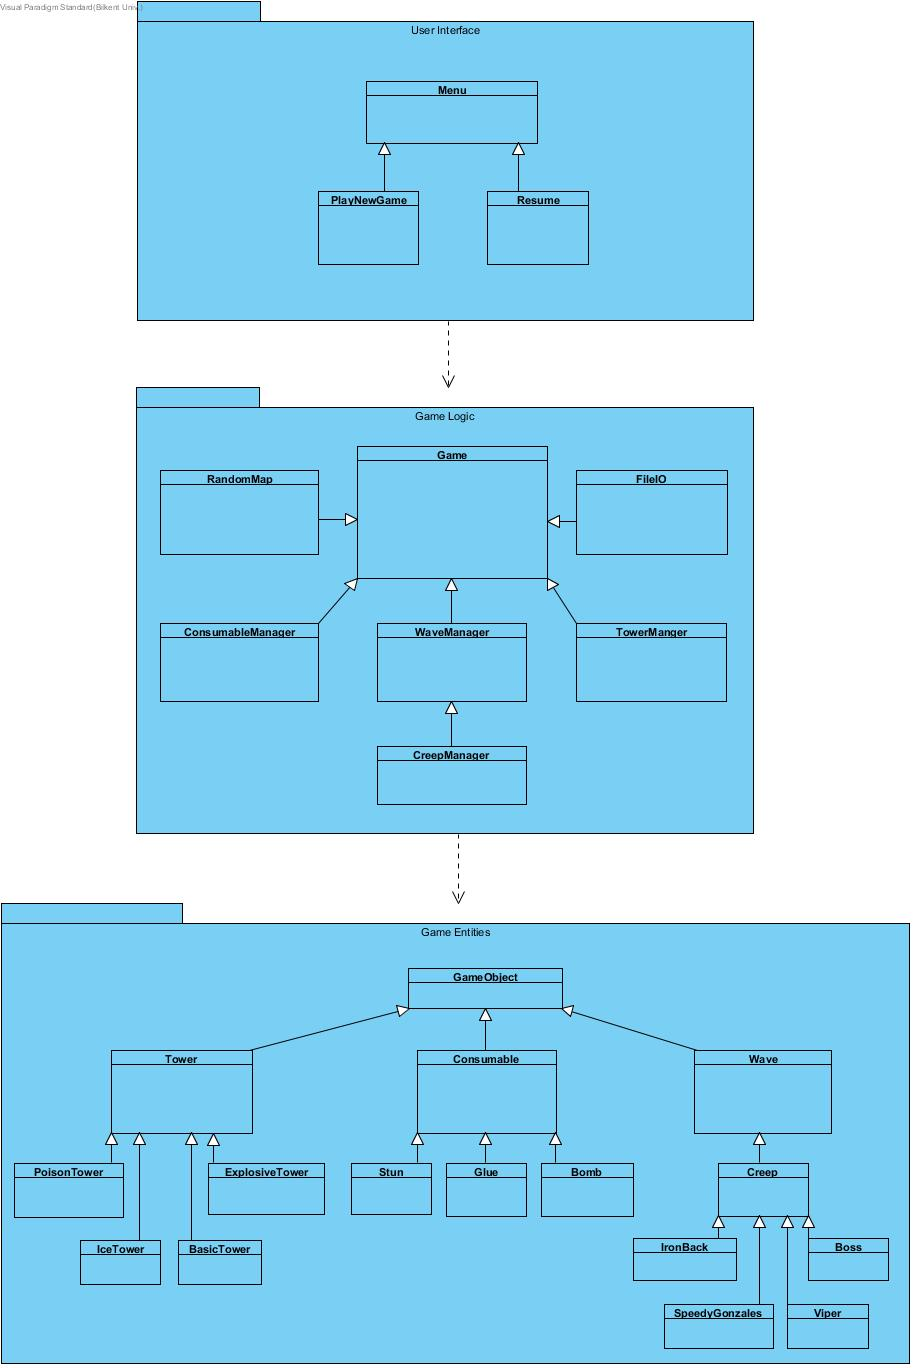 Visual Paradigm Standard(Bilkent Univ.)
User Interface
Menu
PlayNewGame
Resume
Game Logic
Game
RandomMap
FileIO
ConsumableManager
WaveManager
TowerManger
CreepManager
Game Entities
GameObject
Tower
Consumable
Wave
PoisonTower
ExplosiveTower
Stun
Glue
Bomb
Creep
IceTower
BasicTower
IronBack
Boss
SpeedyGonzales
Viper